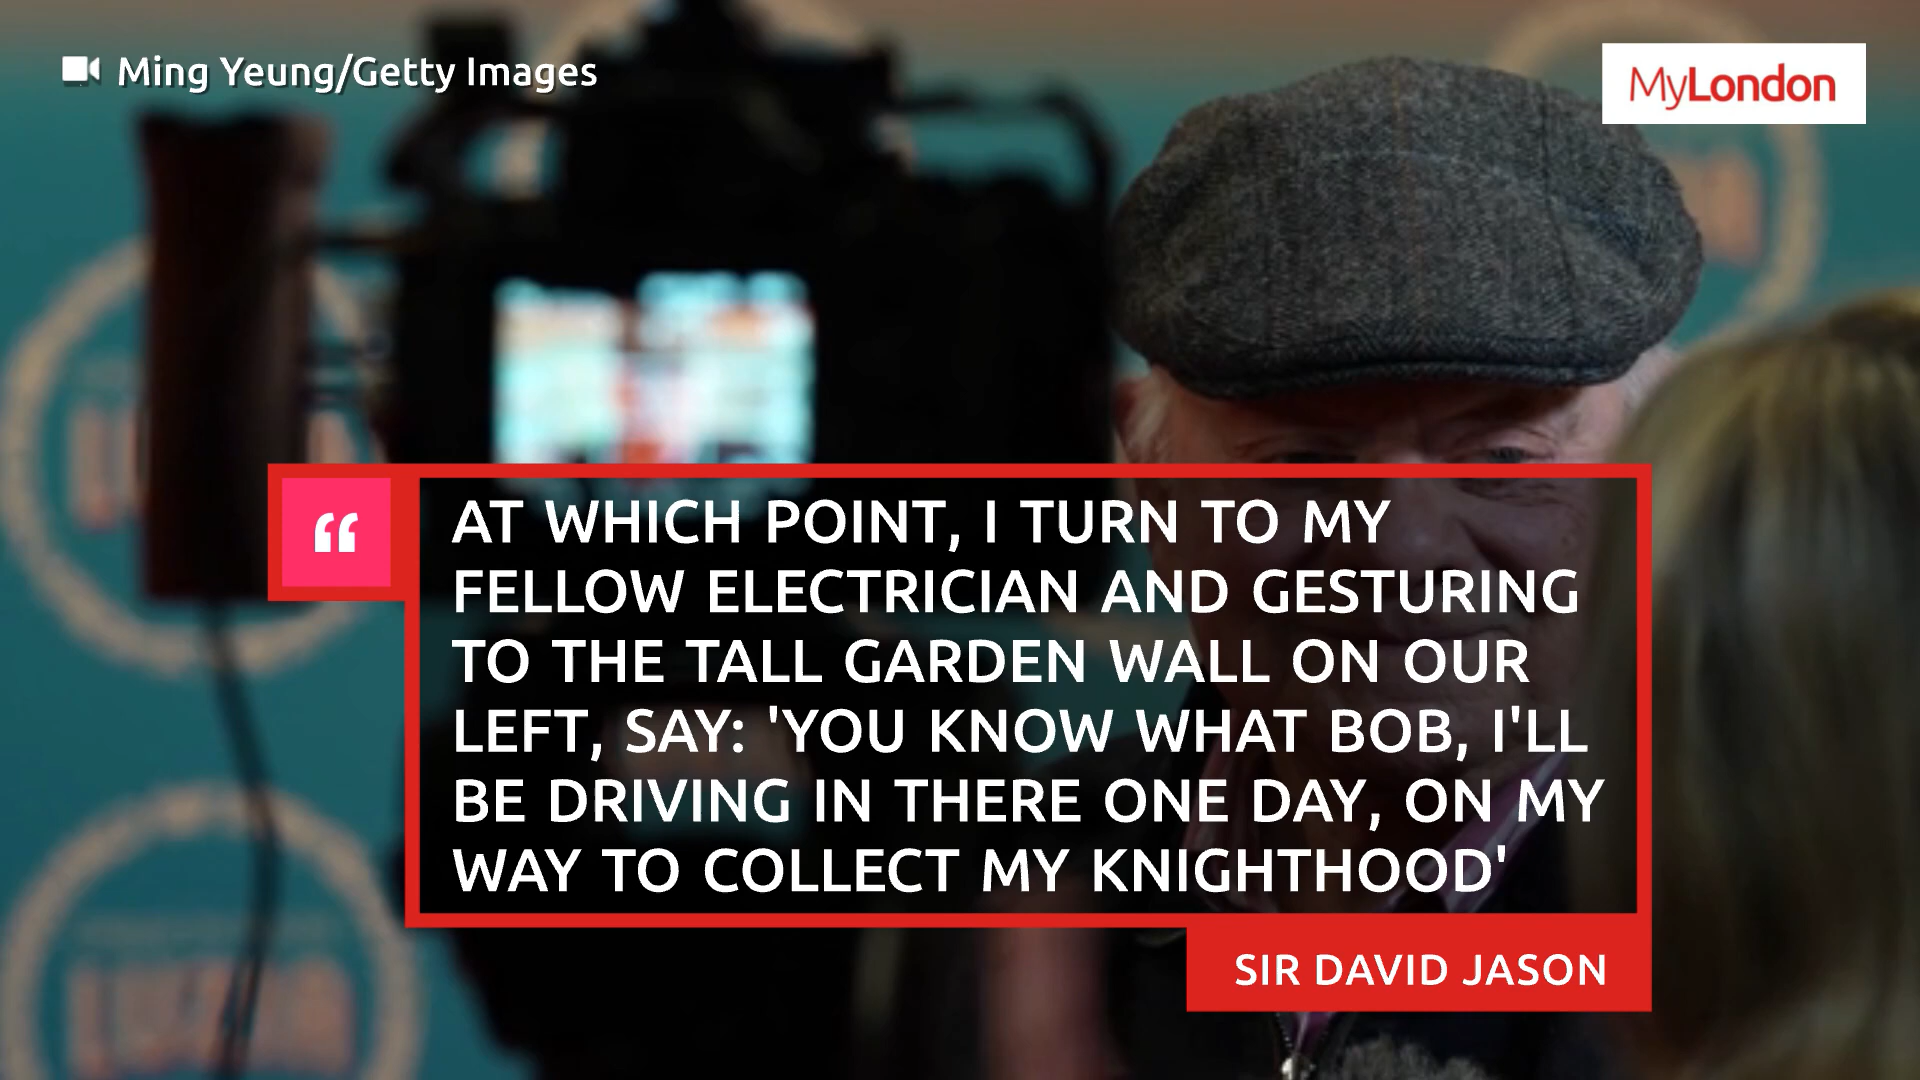 Ming Yeung/Getty Images
MyLondon
“
AT WHICH POINT, I TURN TO MY
FELLOW ELECTRICIAN AND GESTURING
TO THE TALL GARDEN WALL ON OUR
LEFT, SAY: 'YOU KNOW WHAT BOB, I'LL
BE DRIVING IN THERE ONE DAY, ON MY
WAY TO COLLECT MY KNIGHTHOOD'
SIR DAVID JASON